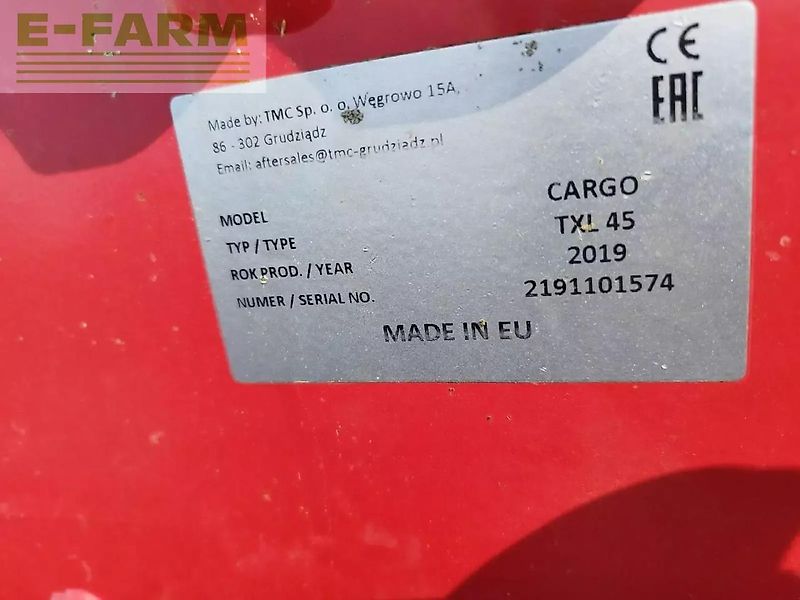 E-FARM
Made by: TMC Sp. o. o. Węgrowo 15A,
86 - 302 Grudziądz
Email: aftersales@tmc-grudziadz.pl
CE
EAC
MODEL CARGO
TYP / TYPE TXL 45
ROK PROD. / YEAR 2019
NUMER / SERIAL NO. 2191101574
MADE IN EU